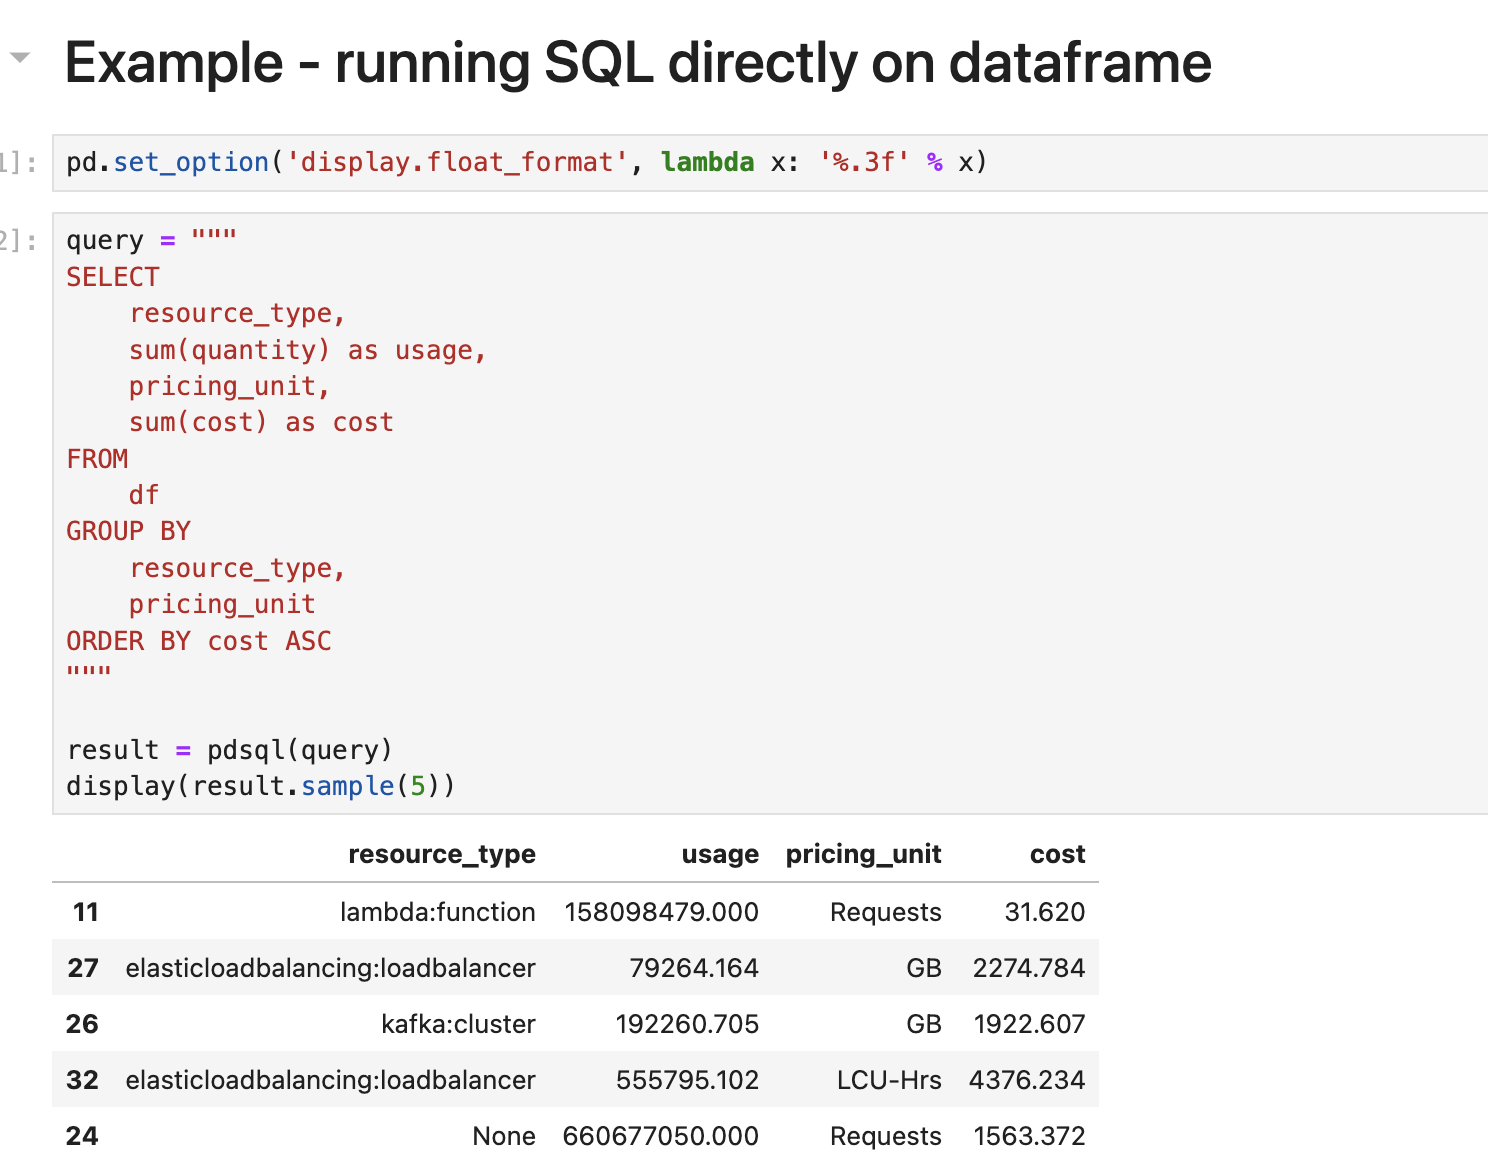 Example - running SQL directly on dataframe
1]: pd.set_option('display.float_format', lambda x: '%.3f' % x)
2]: query = """
SELECT
    resource_type,
    sum(quantity) as usage,
    pricing_unit,
    sum(cost) as cost
FROM
    df
GROUP BY
    resource_type,
    pricing_unit
ORDER BY cost ASC
"""
result = pdsql(query)
display(result.sample(5))
resource_type usage pricing_unit cost
11 lambda:function 158098479.000 Requests 31.620
27 elasticloadbalancing:loadbalancer 79264.164 GB 2274.784
26 kafka:cluster 192260.705 GB 1922.607
32 elasticloadbalancing:loadbalancer 555795.102 LCU-Hrs 4376.234
24 None 660677050.000 Requests 1563.372